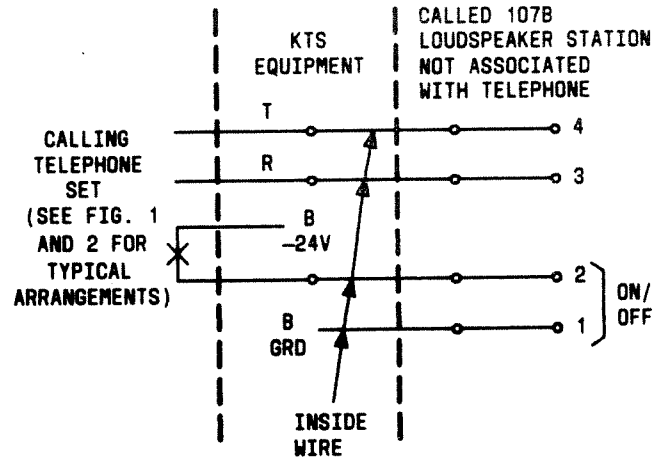 KTS
EQUIPMENT
CALLED 107B
LOUDSPEAKER STATION
NOT ASSOCIATED
WITH TELEPHONE
CALLING
TELEPHONE
SET
(SEE FIG. 1
AND 2 FOR
TYPICAL
ARRANGEMENTS)
T
R
B
-24V
B
GRD
4
3
2
1
ON/
OFF
INSIDE
WIRE